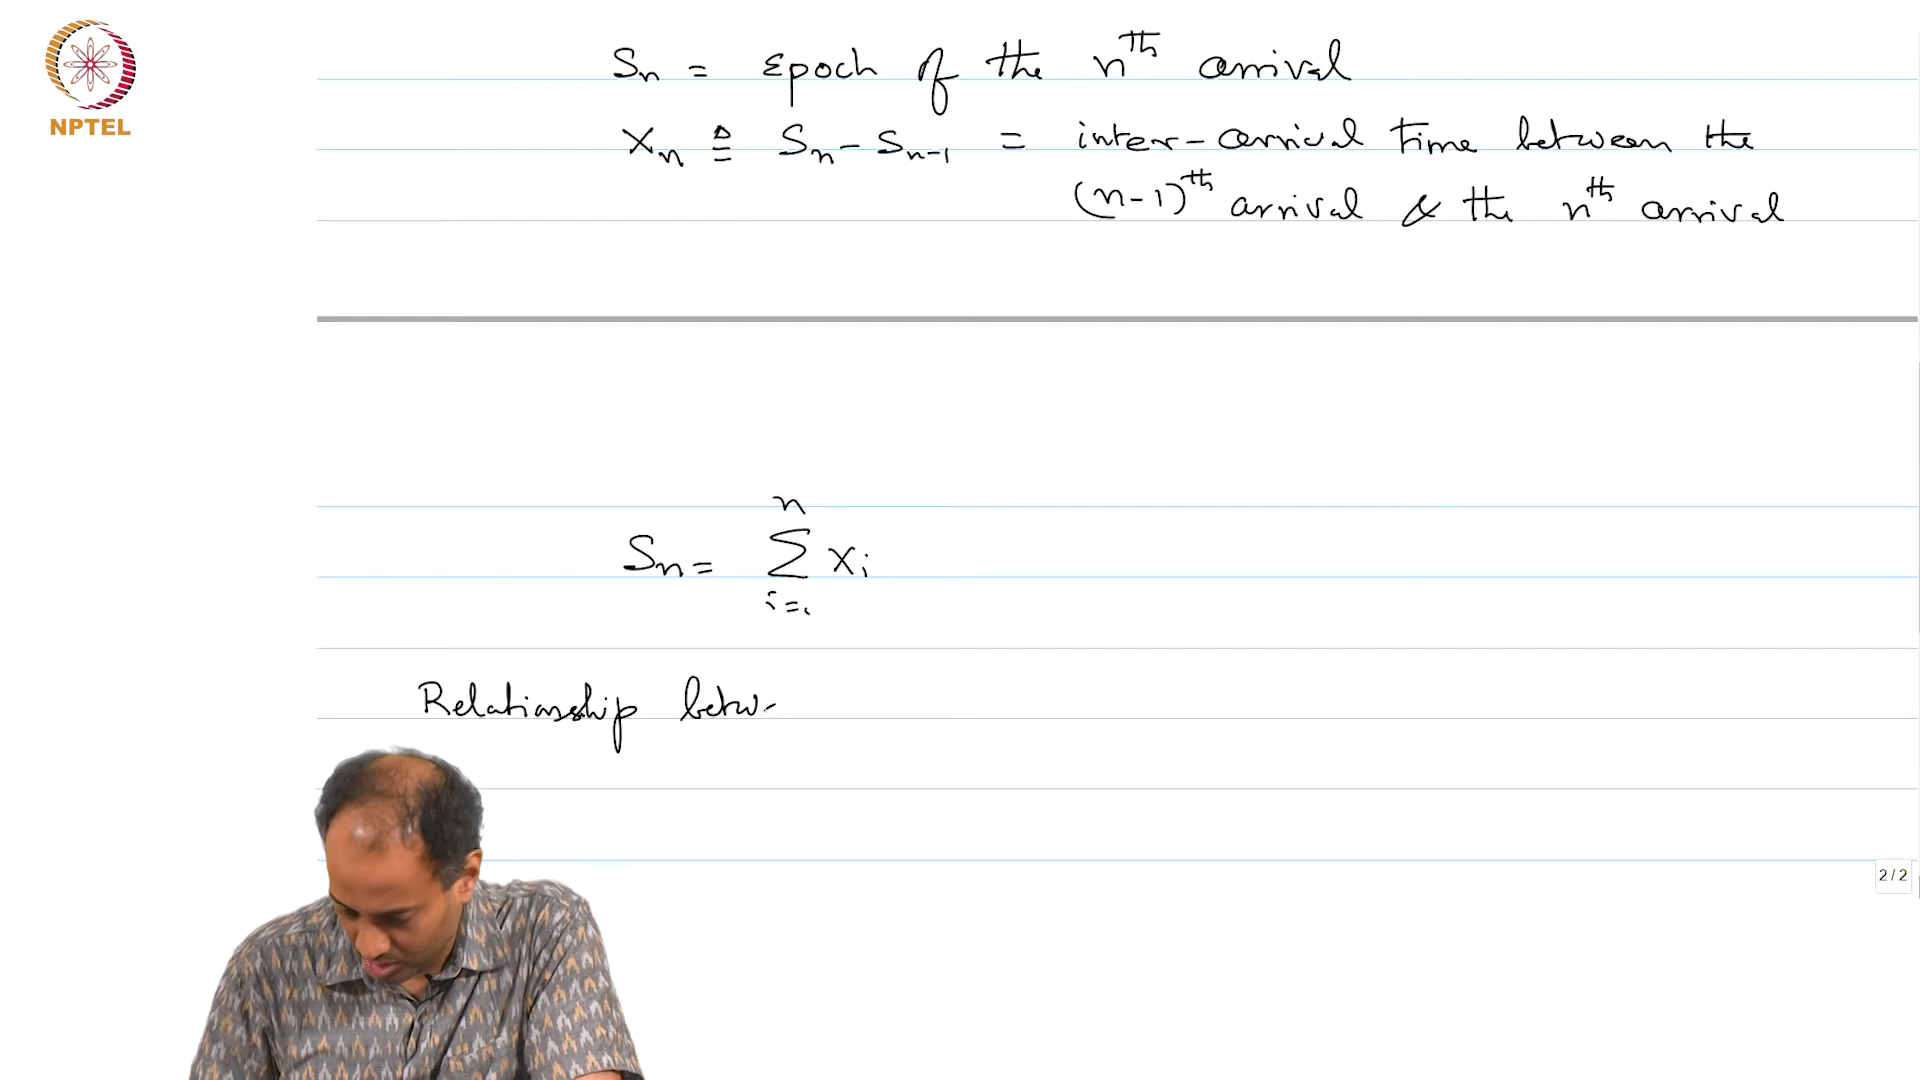 NPTEL
Sn = Epoch of the nth arrival
Xn ≜ Sn - Sn-1 = inter-arrival time between the
(n-1)th arrival & the nth arrival
n
Sn = ∑ Xi
i=1
Relationship betw
2 / 2